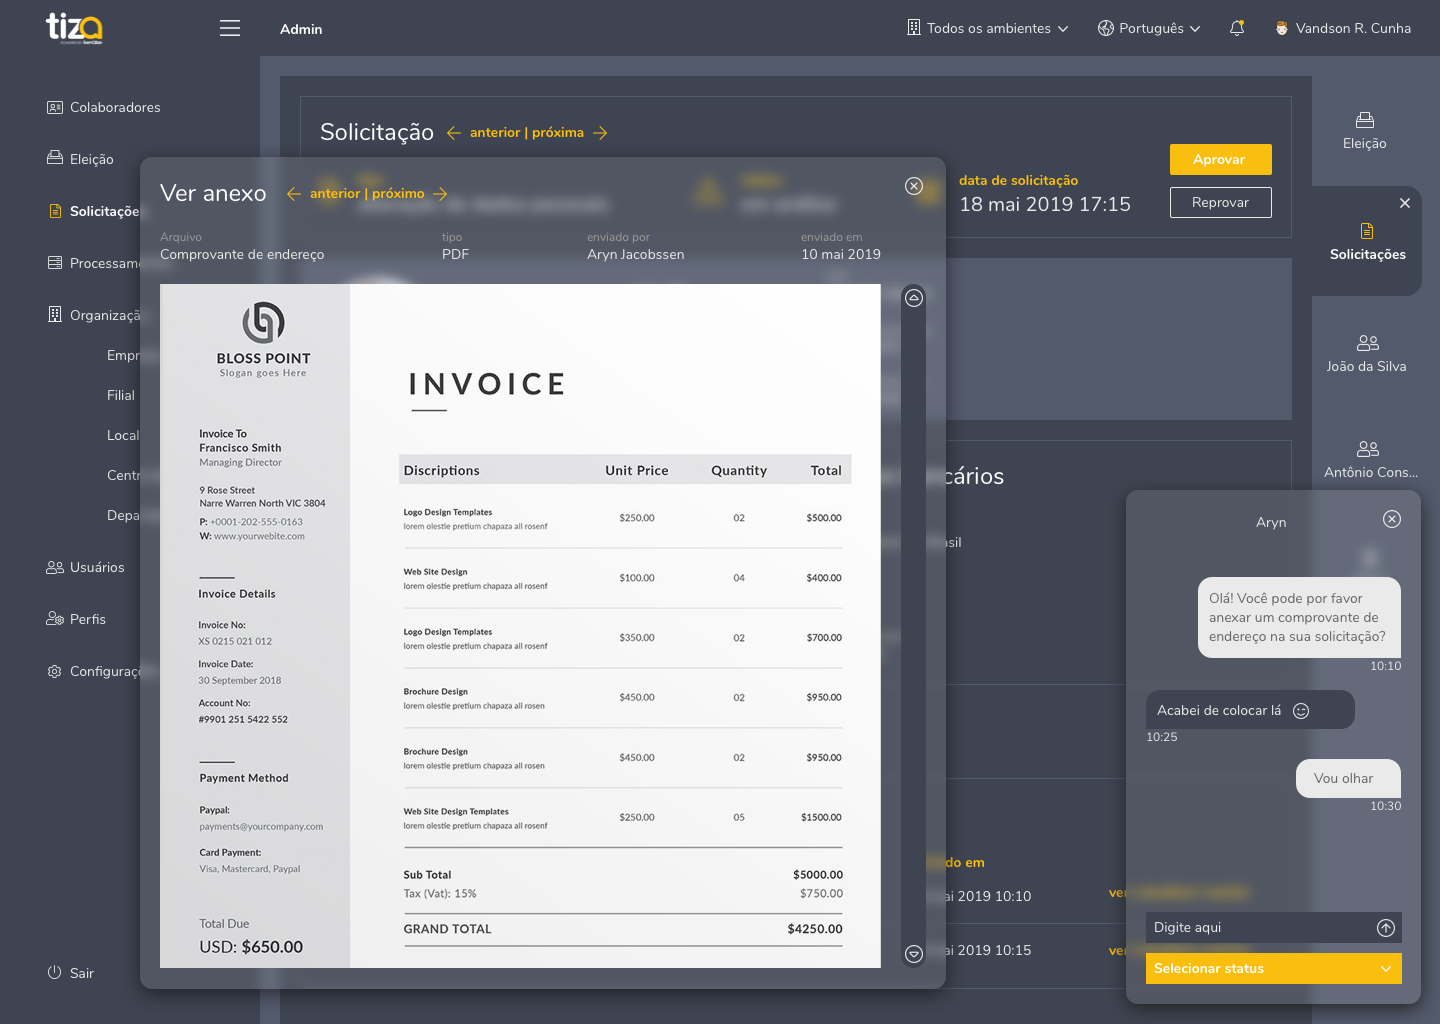 tiza
Admin
Todos os ambientes
Português
Vandson R. Cunha
Colaboradores
Eleição
Solicitações
Organização
Filial
Local
Usuários
Perfis
Sair
Solicitação
anterior | próxima
data de solicitação
18 mai 2019 17:15
Aprovar
Reprovar
Ver anexo
anterior | próximo
Arquivo
Comprovante de endereço
tipo
PDF
enviado por
Aryn Jacobssen
enviado em
10 mai 2019
BLOSS POINT
Slogan goes Here
Invoice To
Francisco Smith
Managing Director
9 Rose Street
Narre Warren North VIC 3804
P: +0001-202-555-0163
W: www.yourwebite.com
Invoice Details
Invoice No:
XS 0215 021 012
Invoice Date:
30 September 2018
Account No:
#9901 251 5422 552
Payment Method
Paypal:
payments@yourcompany.com
Card Payment:
Visa, Mastercard, Paypal
Total Due
USD: $650.00
INVOICE
Discriptions Unit Price Quantity Total
Logo Design Templates
lorem olestie pretium chapaza all rosenf
$250.00 02 $500.00
Web Site Design
lorem olestie pretium chapaza all rosenf
$100.00 04 $400.00
Logo Design Templates
lorem olestie pretium chapaza all rosenf
$350.00 02 $700.00
Brochure Design
lorem olestie pretium chapaza all rosen
$450.00 02 $950.00
Brochure Design
lorem olestie pretium chapaza all rosen
$450.00 02 $950.00
Web Site Design Templates
lorem olestie pretium chapaza all rosenf
$250.00 05 $1500.00
Sub Total $5000.00
Tax (Vat): 15% $750.00
GRAND TOTAL $4250.00
mai 2019 10:10
mai 2019 10:15
Eleição
Solicitações
João da Silva
Antônio Cons...
Aryn
Olá! Você pode por favor
anexar um comprovante de
endereço na sua solicitação?
10:10
Acabei de colocar lá
10:25
Vou olhar
10:30
Digite aqui
Selecionar status